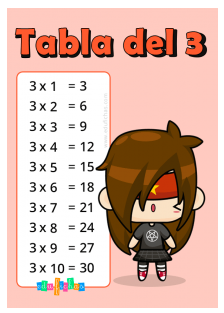 Tabla del 3
3 x 1 = 3
3 x 2 = 6
3 x 3 = 9
3 x 4 = 12
3 x 5 = 15
3 x 6 = 18
3 x 7 = 21
3 x 8 = 24
3 x 9 = 27
3 x 10 = 30
edufichas